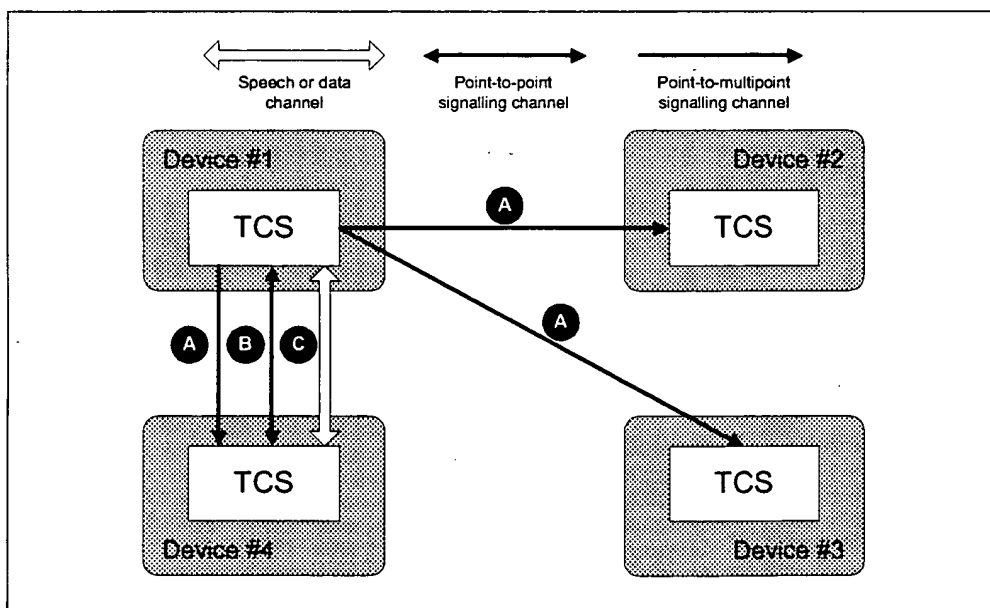 Speech or data
channel
Point-to-point
signalling channel
Point-to-multipoint
signalling channel
Device #1
TCS
Device #2
TCS
A
A
A
B
C
TCS
Device #4
TCS
Device #3